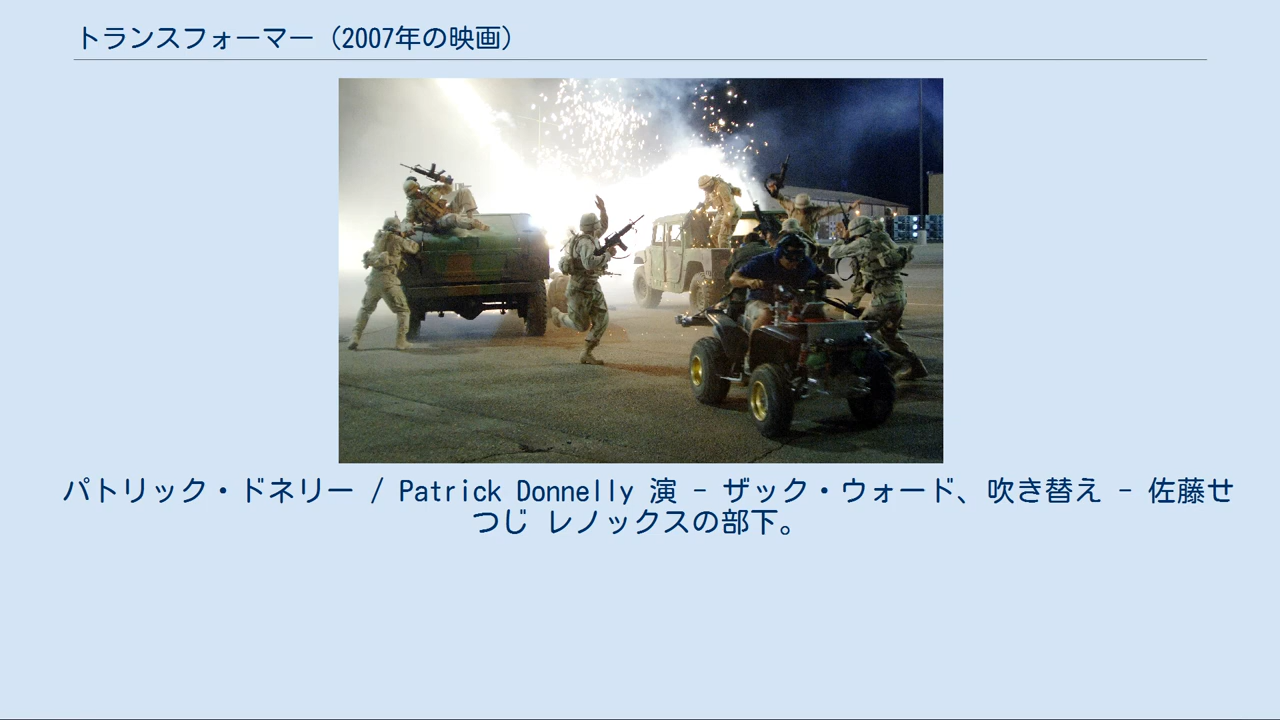 トランスフォーマー（2007年の映画）
パトリック・ドネリー / Patrick Donnelly 演 - ザック・ウォード、吹き替え - 佐藤せ
つじ レノックスの部下。